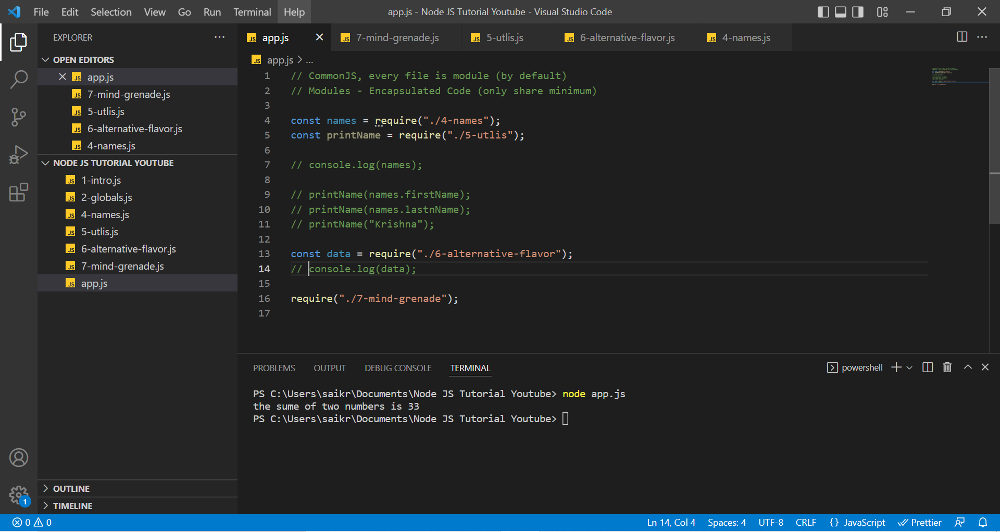 File Edit Selection View Go Run Terminal Help app.js - Node JS Tutorial Youtube - Visual Studio Code
EXPLORER
OPEN EDITORS
app.js
7-mind-grenade.js
5-utlis.js
6-alternative-flavor.js
4-names.js
NODE JS TUTORIAL YOUTUBE
1-intro.js
2-globals.js
4-names.js
5-utlis.js
6-alternative-flavor.js
7-mind-grenade.js
app.js
OUTLINE
TIMELINE
app.js 7-mind-grenade.js 5-utlis.js 6-alternative-flavor.js 4-names.js
app.js > ...
1 // CommonJS, every file is module (by default)
2 // Modules - Encapsulated Code (only share minimum)
3
4 const names = require("./4-names");
5 const printName = require("./5-utlis");
6
7 // console.log(names);
8
9 // printName(names.firstName);
10 // printName(names.lastnName);
11 // printName("Krishna");
12
13 const data = require("./6-alternative-flavor");
14 // console.log(data);
15
16 require("./7-mind-grenade");
17
PROBLEMS OUTPUT DEBUG CONSOLE TERMINAL powershell
PS C:\Users\saikr\Documents\Node JS Tutorial Youtube> node app.js
the sume of two numbers is 33
PS C:\Users\saikr\Documents\Node JS Tutorial Youtube>
1
0 0 Ln 14, Col 4 Spaces: 4 UTF-8 CRLF {} JavaScript Prettier